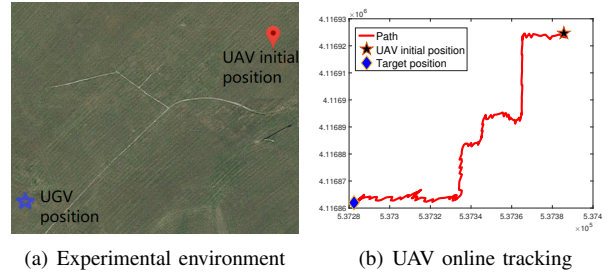 UAV initial
position
UGV
position
(a) Experimental environment
4.11693 ×10⁶
4.11692
4.11691
4.1169
4.11689
4.11688
4.11687
4.11686
Path
UAV initial position
Target position
5.3728 5.373 5.3732 5.3734 5.3736 5.3738 5.374
×10⁵
(b) UAV online tracking